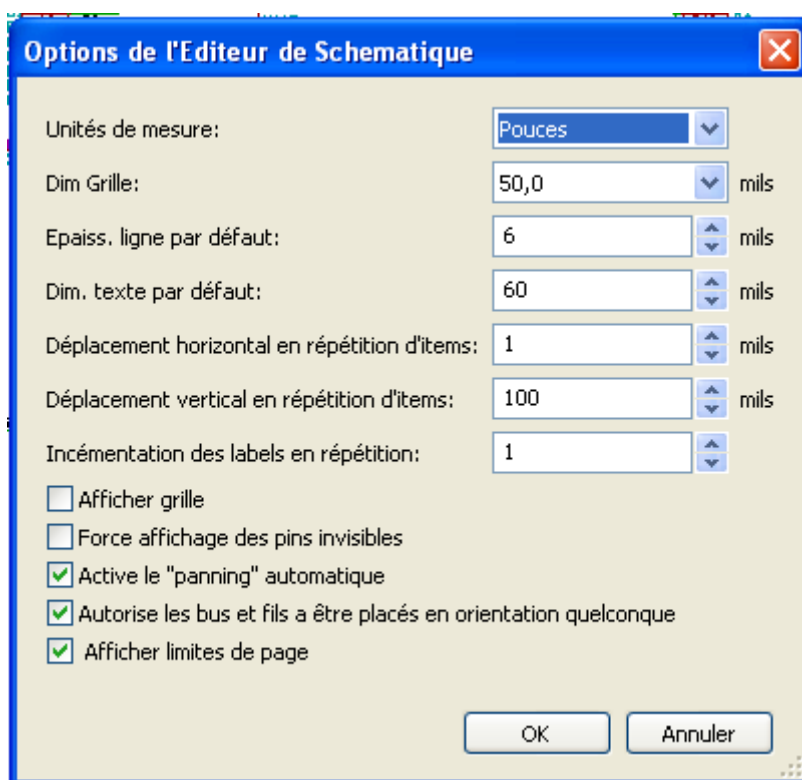 Options de l'Editeur de Schematique
Unités de mesure: Pouces
Dim Grille: 50,0 mils
Epaiss. ligne par défaut: 6 mils
Dim. texte par défaut: 60 mils
Déplacement horizontal en répétition d'items: 1 mils
Déplacement vertical en répétition d'items: 100 mils
Incémentation des labels en répétition: 1
Afficher grille
Force affichage des pins invisibles
Active le "panning" automatique
Autorise les bus et fils a être placés en orientation quelconque
Afficher limites de page
OK Annuler